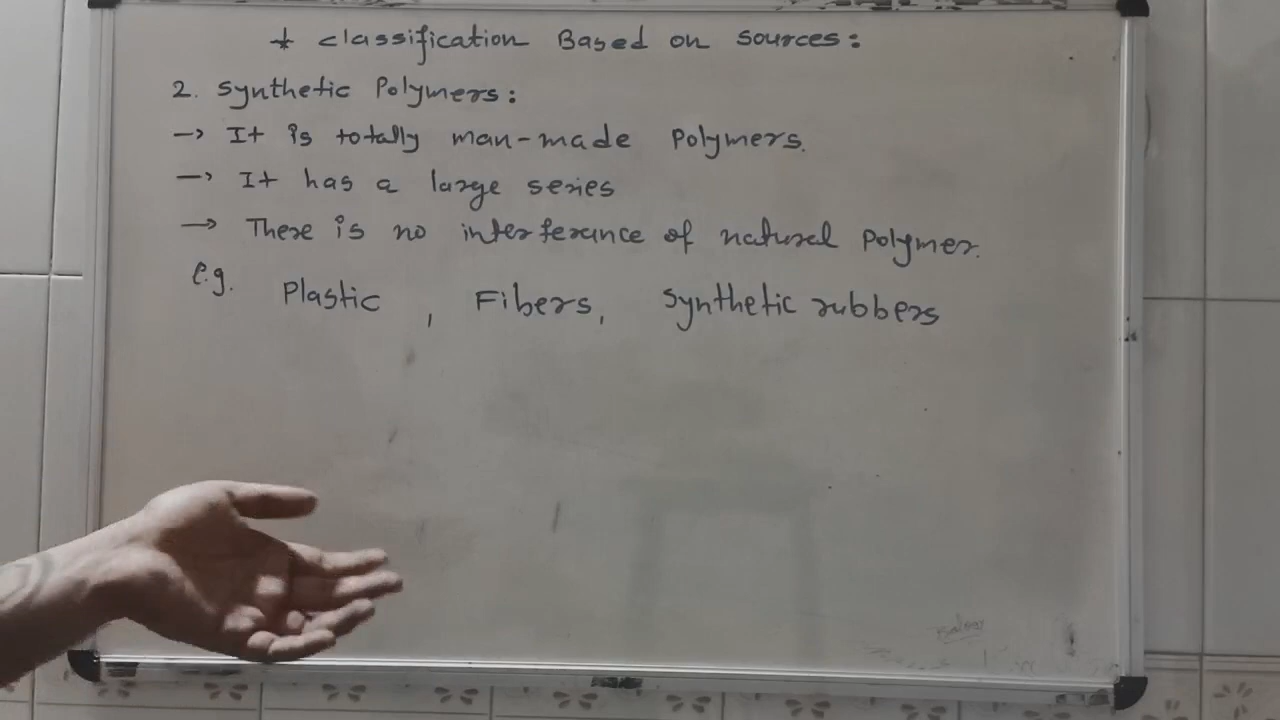 * classification Based on sources:
2. Synthetic Polymers:
→ It is totally man-made Polymers.
→ It has a large series
→ There is no interferance of natural Polymer.
e.g. Plastic, Fibers, Synthetic rubbers